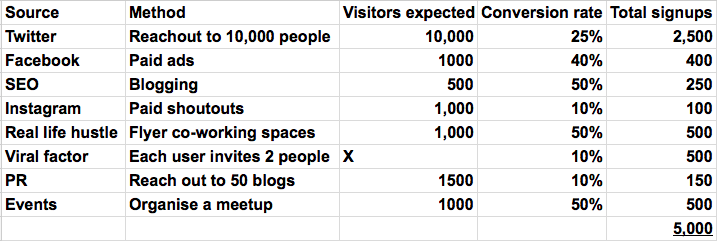 Source Method Visitors expected Conversion rate Total signups
Twitter Reachout to 10,000 people 10,000 25% 2,500
Facebook Paid ads 1000 40% 400
SEO Blogging 500 50% 250
Instagram Paid shoutouts 1,000 10% 100
Real life hustle Flyer co-working spaces 1,000 50% 500
Viral factor Each user invites 2 people X 10% 500
PR Reach out to 50 blogs 1500 10% 150
Events Organise a meetup 1000 50% 500
5,000